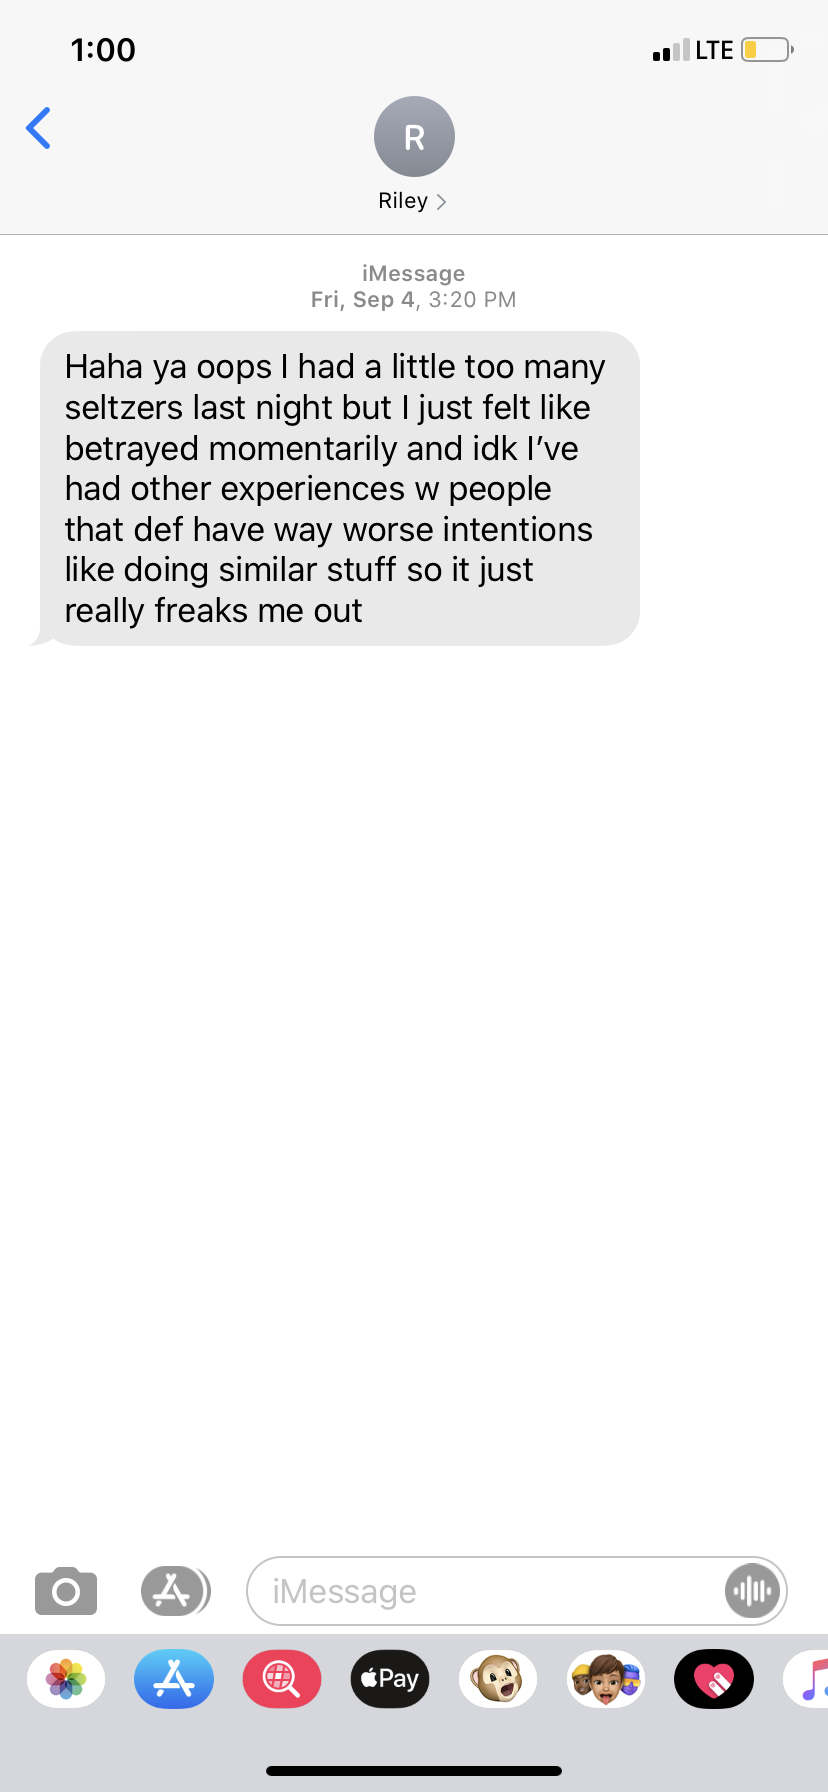 1:00
LTE
R
Riley
iMessage
Fri, Sep 4, 3:20 PM
Haha ya oops I had a little too many
seltzers last night but I just felt like
betrayed momentarily and idk I’ve
had other experiences w people
that def have way worse intentions
like doing similar stuff so it just
really freaks me out
iMessage
Pay